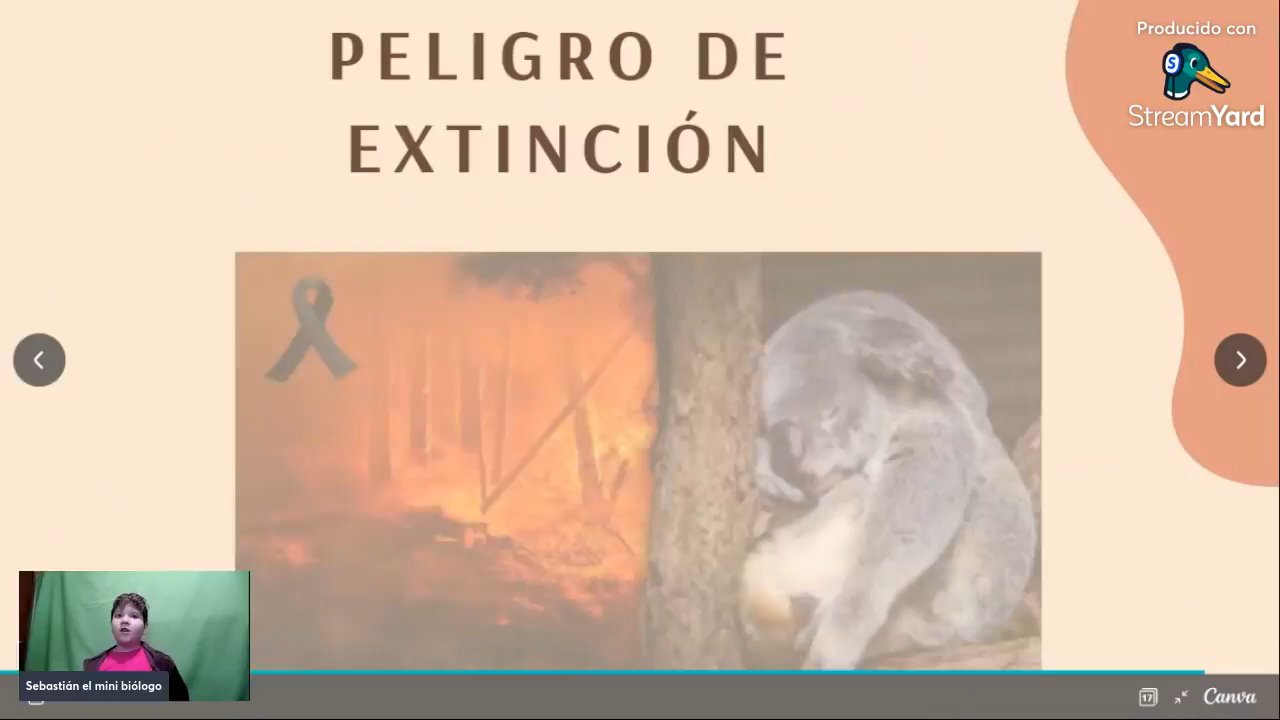 PELIGRO DE
EXTINCIÓN
Producido con
S
StreamYard
Sebastián el mini biólogo
17
Canva